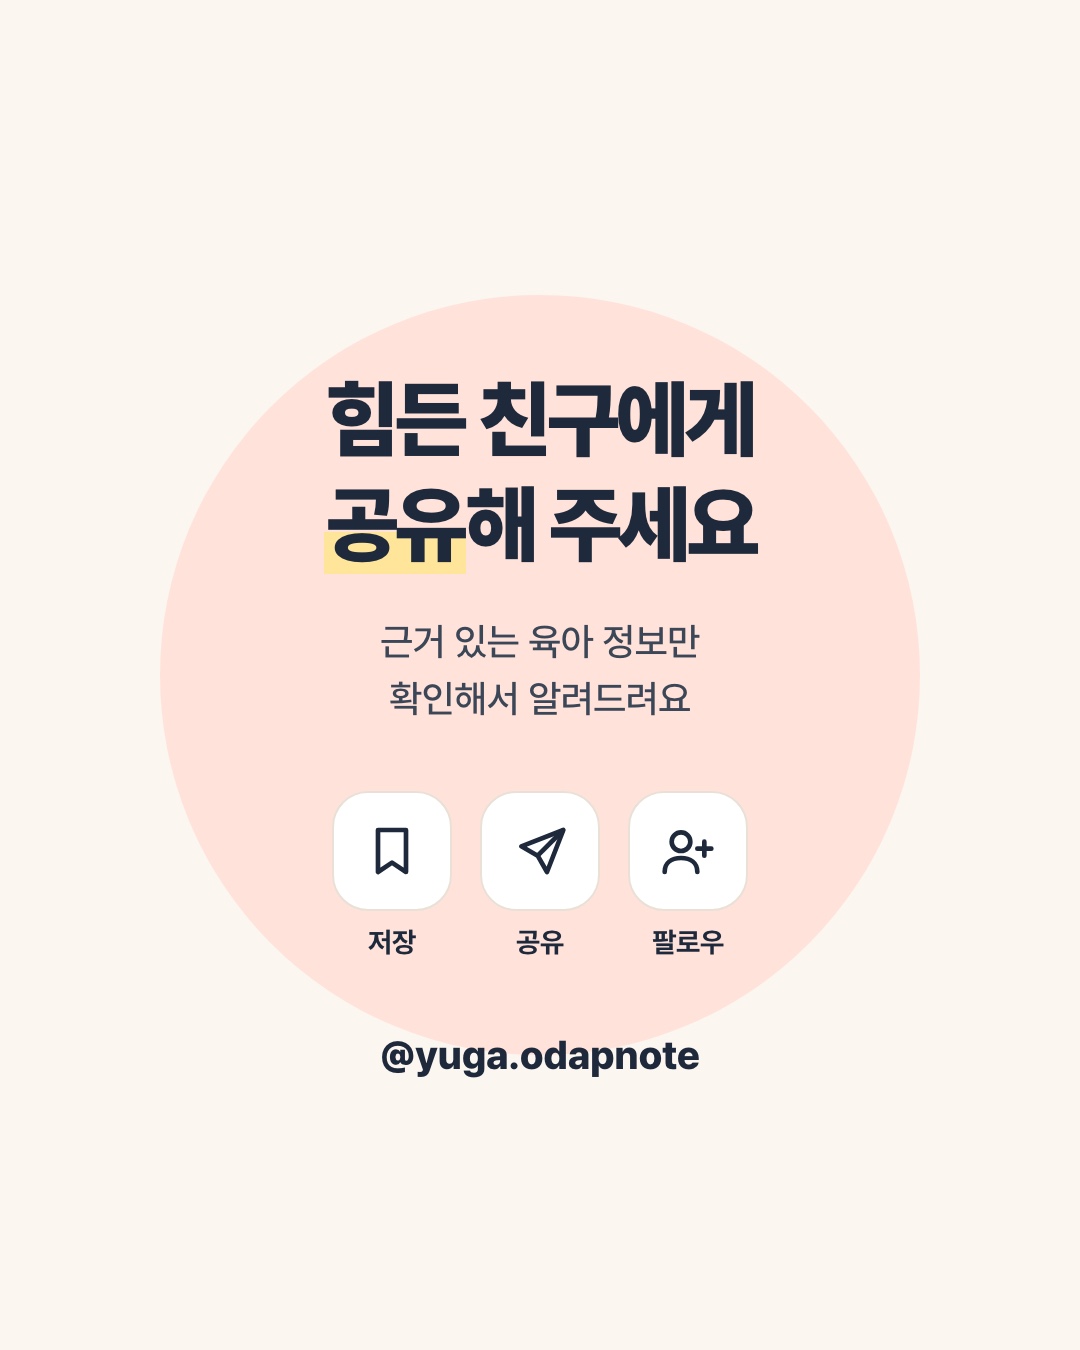 힘든 친구에게
공유해 주세요
근거 있는 육아 정보만
확인해서 알려드려요
저장 공유 팔로우
@yuga.odapnote